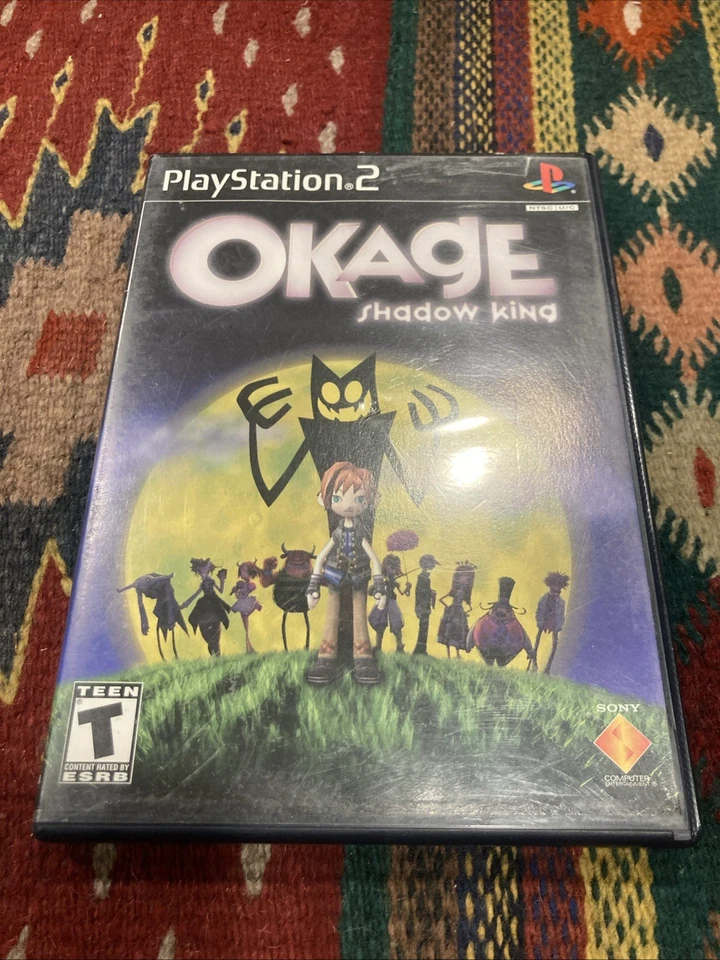 PlayStation®2
NTSC U/C
OKAGE
Shadow King
TEEN
T
CONTENT RATED BY
ESRB
SONY
COMPUTER
ENTERTAINMENT